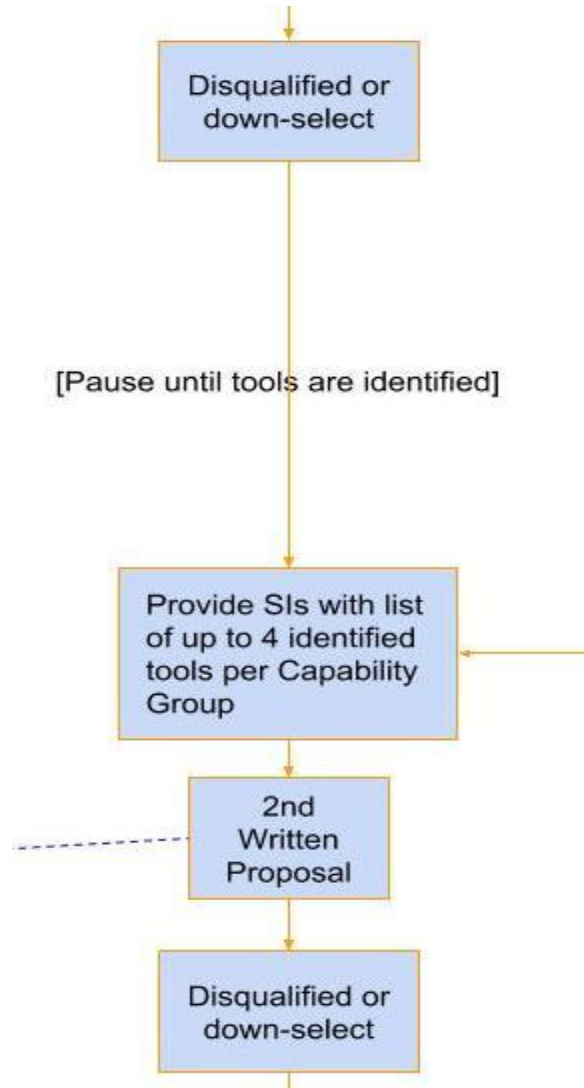 Disqualified or
down-select
[Pause until tools are identified]
Provide SIs with list
of up to 4 identified
tools per Capability
Group
2nd
Written
Proposal
Disqualified or
down-select